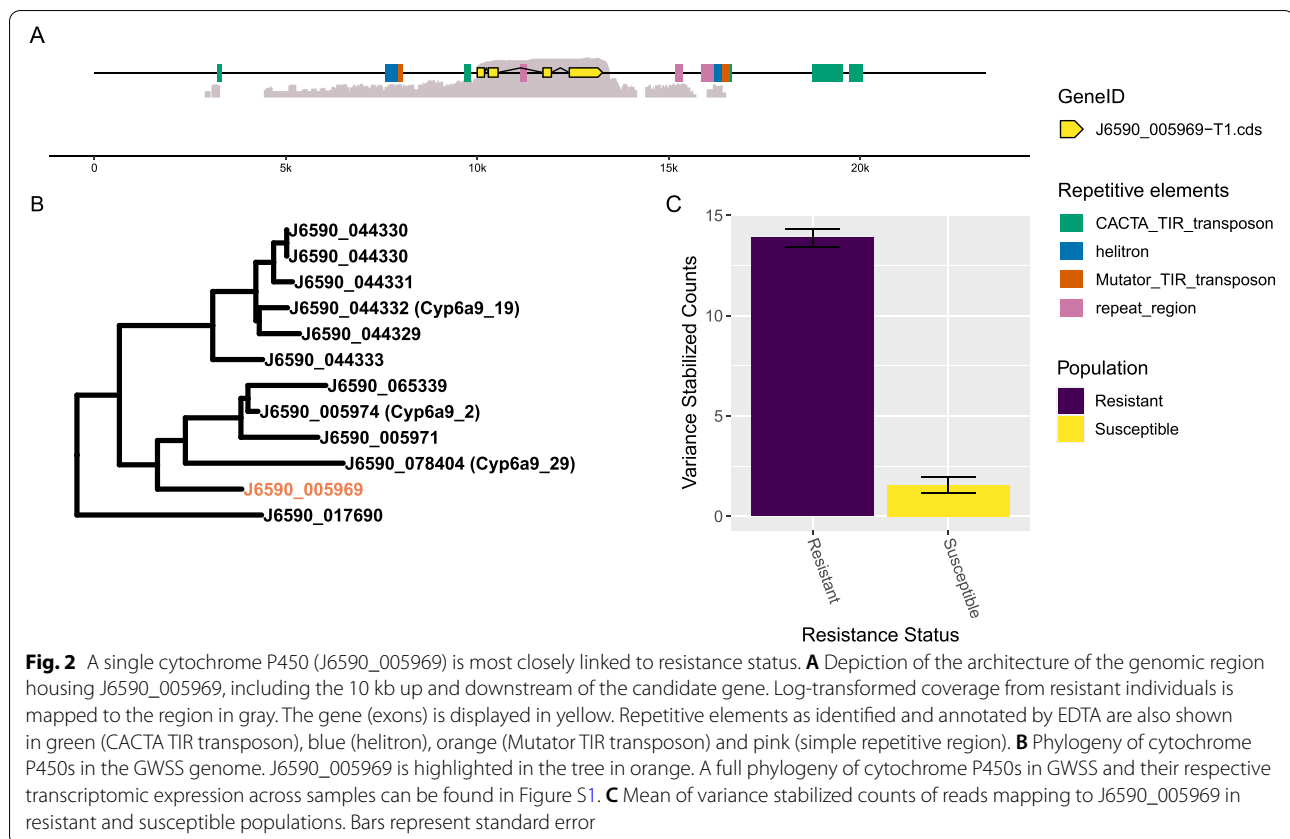 A
0
5k
10k
15k
20k
GeneID
J6590_005969−T1.cds
Repetitive elements
CACTA_TIR_transposon
helitron
Mutator_TIR_transposon
repeat_region
Population
Resistant
Susceptible
B
J6590_044330
J6590_044330
J6590_044331
J6590_044332 (Cyp6a9_19)
J6590_044329
J6590_044333
J6590_065339
J6590_005974 (Cyp6a9_2)
J6590_005971
J6590_078404 (Cyp6a9_29)
J6590_005969
J6590_017690
C
Variance Stabilized Counts
15
10
5
0
Resistant
Susceptible
Resistance Status
Fig. 2 A single cytochrome P450 (J6590_005969) is most closely linked to resistance status. A Depiction of the architecture of the genomic region
housing J6590_005969, including the 10 kb up and downstream of the candidate gene. Log-transformed coverage from resistant individuals is
mapped to the region in gray. The gene (exons) is displayed in yellow. Repetitive elements as identified and annotated by EDTA are also shown
in green (CACTA TIR transposon), blue (helitron), orange (Mutator TIR transposon) and pink (simple repetitive region). B Phylogeny of cytochrome
P450s in the GWSS genome. J6590_005969 is highlighted in the tree in orange. A full phylogeny of cytochrome P450s in GWSS and their respective
transcriptomic expression across samples can be found in Figure S1. C Mean of variance stabilized counts of reads mapping to J6590_005969 in
resistant and susceptible populations. Bars represent standard error